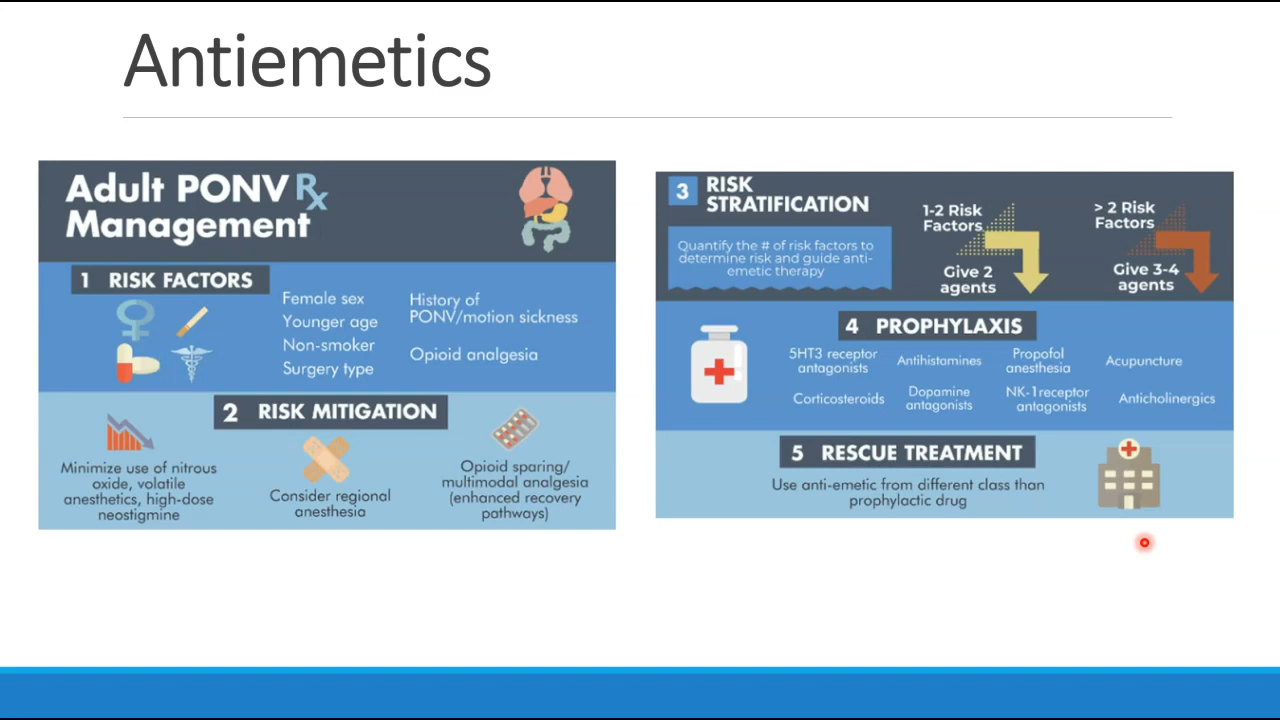 Antiemetics
Adult PONV Rx
Management
1 RISK FACTORS
Female sex
Younger age
Non-smoker
Surgery type
History of
PONV/motion sickness
Opioid analgesia
2 RISK MITIGATION
Minimize use of nitrous
oxide, volatile
anesthetics, high-dose
neostigmine
Consider regional
anesthesia
Opioid sparing/
multimodal analgesia
(enhanced recovery
pathways)
3 RISK
STRATIFICATION
Quantify the # of risk factors to
determine risk and guide anti-
emetic therapy
1-2 Risk
Factors
Give 2
agents
> 2 Risk
Factors
Give 3-4
agents
4 PROPHYLAXIS
5HT3 receptor
antagonists
Antihistamines
Propofol
anesthesia
Acupuncture
Corticosteroids
Dopamine
antagonists
NK-1receptor
antagonists
Anticholinergics
5 RESCUE TREATMENT
Use anti-emetic from different class than
prophylactic drug